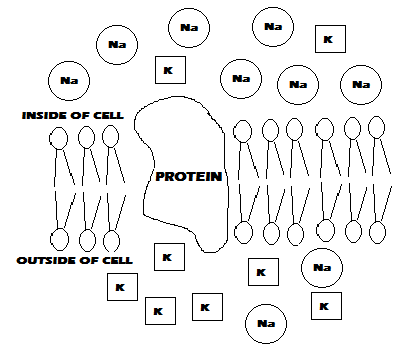 Na
Na
Na
K
K
Na
Na
Na
Na
INSIDE OF CELL
PROTEIN
OUTSIDE OF CELL
K
K
Na
K
K
K
K
Na